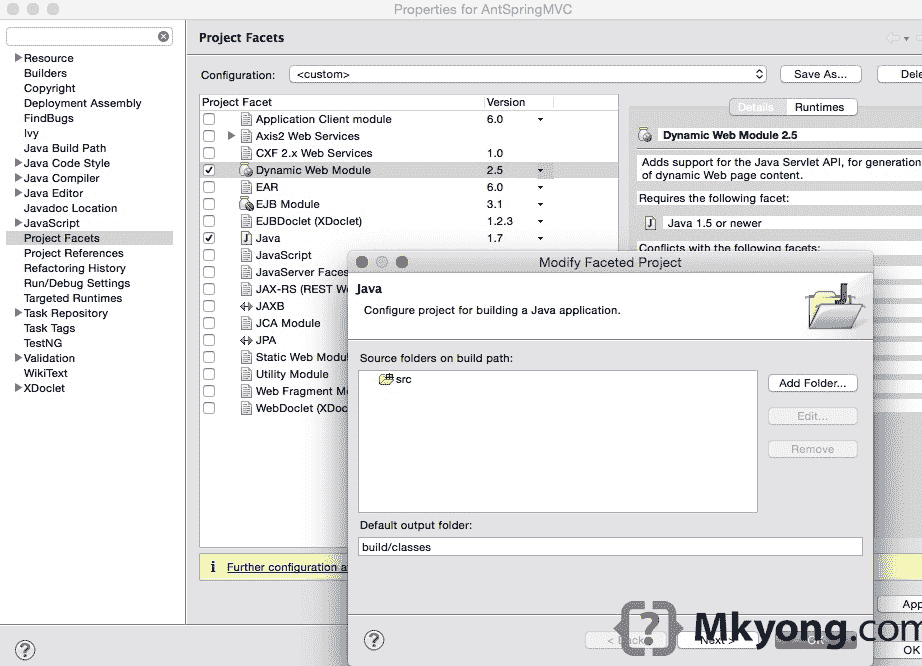 Properties for AntSpringMVC
Resource
Builders
Copyright
Deployment Assembly
FindBugs
Ivy
Java Build Path
Java Code Style
Java Compiler
Java Editor
Javadoc Location
JavaScript
Project Facets
Project References
Refactoring History
Run/Debug Settings
Targeted Runtimes
Task Repository
Task Tags
TestNG
Validation
WikiText
XDoclet
Project Facets
Configuration: <custom> Save As... Dele
Project Facet Version
Application Client module 6.0
Axis2 Web Services
CXF 2.x Web Services 1.0
Dynamic Web Module 2.5
EAR 6.0
EJB Module 3.1
EJBDoclet (XDoclet) 1.2.3
Java 1.7
JavaScript
JavaServer Faces
JAX-RS (REST W
JAXB
JCA Module
JPA
Static Web Modu
Utility Module
Web Fragment M
WebDoclet (XDoc
Details Runtimes
Dynamic Web Module 2.5
Adds support for the Java Servlet API, for generation
of dynamic Web page content.
Requires the following facet:
Java 1.5 or newer
Conflicts with the following facets:
Further configuration a
Modify Faceted Project
Java
Configure project for building a Java application.
Source folders on build path:
src
Add Folder...
Edit...
Remove
Default output folder:
build/classes
< Back Next > OK
App
OK
Mkyong.com